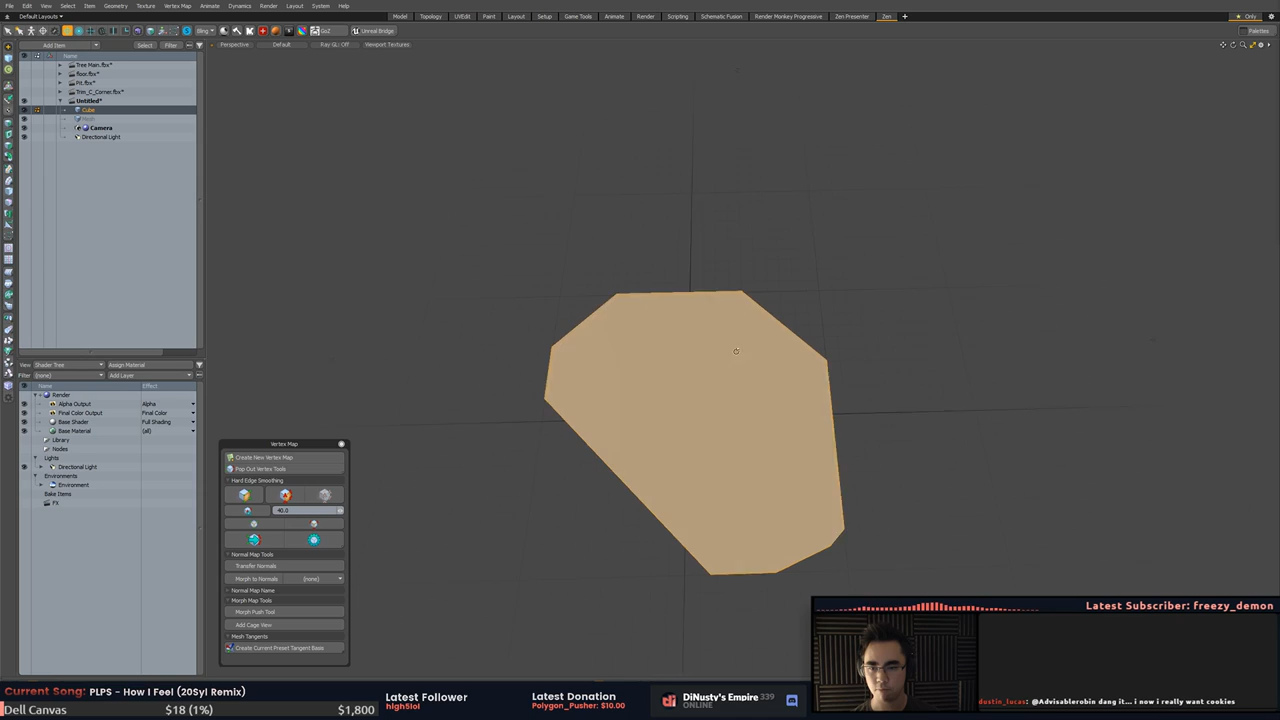 File Edit View Select Item Geometry Texture Vertex Map Animate Dynamics Render Layout System Help
Default Layouts Model Topology UVEdit Paint Layout Setup Game Tools Animate Render Scripting Schematic Fusion Render Monkey Progressive Zen Presenter Zen Only
Bling GoZ Unreal Bridge Palettes
Add Item Select Filter Perspective Default Ray GL: Off Viewport Textures
Name
Tree Main.fbx*
floor.fbx*
Pit.fbx*
Trim_C_Corner.fbx*
Untitled*
Cube
Mesh
Camera
Directional Light
View Shader Tree Assign Material
Filter (none) Add Layer
Name Effect
Render
Alpha Output Alpha
Final Color Output Final Color
Base Shader Full Shading
Base Material (all)
Library
Nodes
Lights
Directional Light
Environments
Environment
Bake Items
FX
Vertex Map
Create New Vertex Map
Pop Out Vertex Tools
Hard Edge Smoothing
40.0
Normal Map Tools
Transfer Normals
Morph to Normals (none)
Normal Map Name
Morph Map Tools
Morph Push Tool
Add Cage View
Mesh Tangents
Create Current Preset Tangent Basis
Latest Subscriber: freezy_demon
dustin_lucas: @Advisablerobin dang it... i now i really want cookies
Current Song: PLPS - How I Feel (20Syl Remix)
Dell Canvas $18 (1%) $1,800
Latest Follower
h1gh5lol
Latest Donation
Polygon_Pusher: $10.00
DiNusty's Empire 339
ONLINE